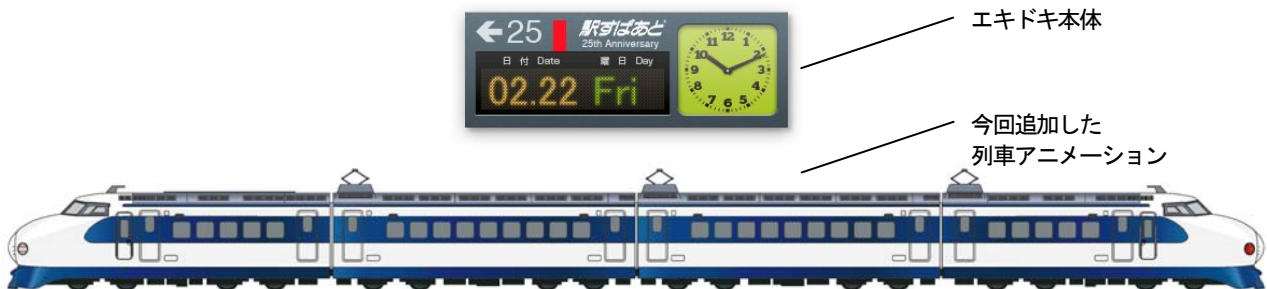 ←25 駅すぱあと
25th Anniversary
日付 Date 曜日 Day
02.22 Fri
11 12 1
10 2
9 3
8 4
7 6 5
エキドキ本体
今回追加した
列車アニメーション